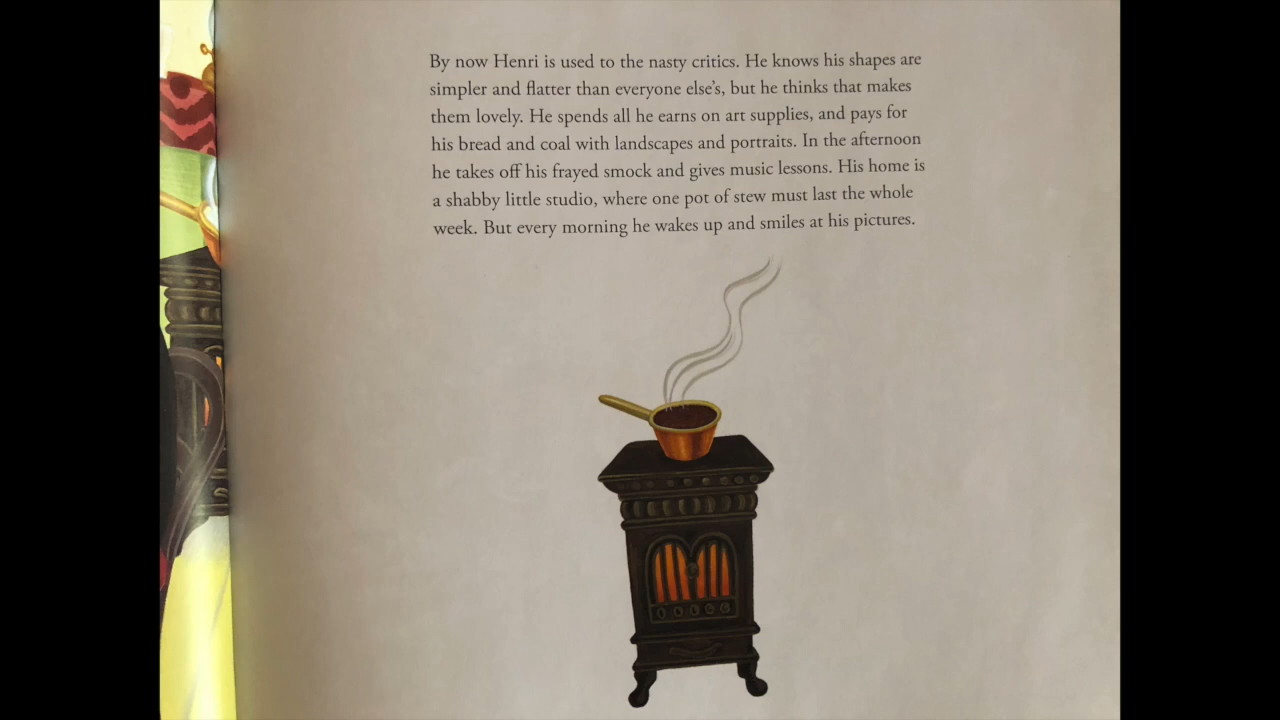 By now Henri is used to the nasty critics. He knows his shapes are
simpler and flatter than everyone else’s, but he thinks that makes
them lovely. He spends all he earns on art supplies, and pays for
his bread and coal with landscapes and portraits. In the afternoon
he takes off his frayed smock and gives music lessons. His home is
a shabby little studio, where one pot of stew must last the whole
week. But every morning he wakes up and smiles at his pictures.